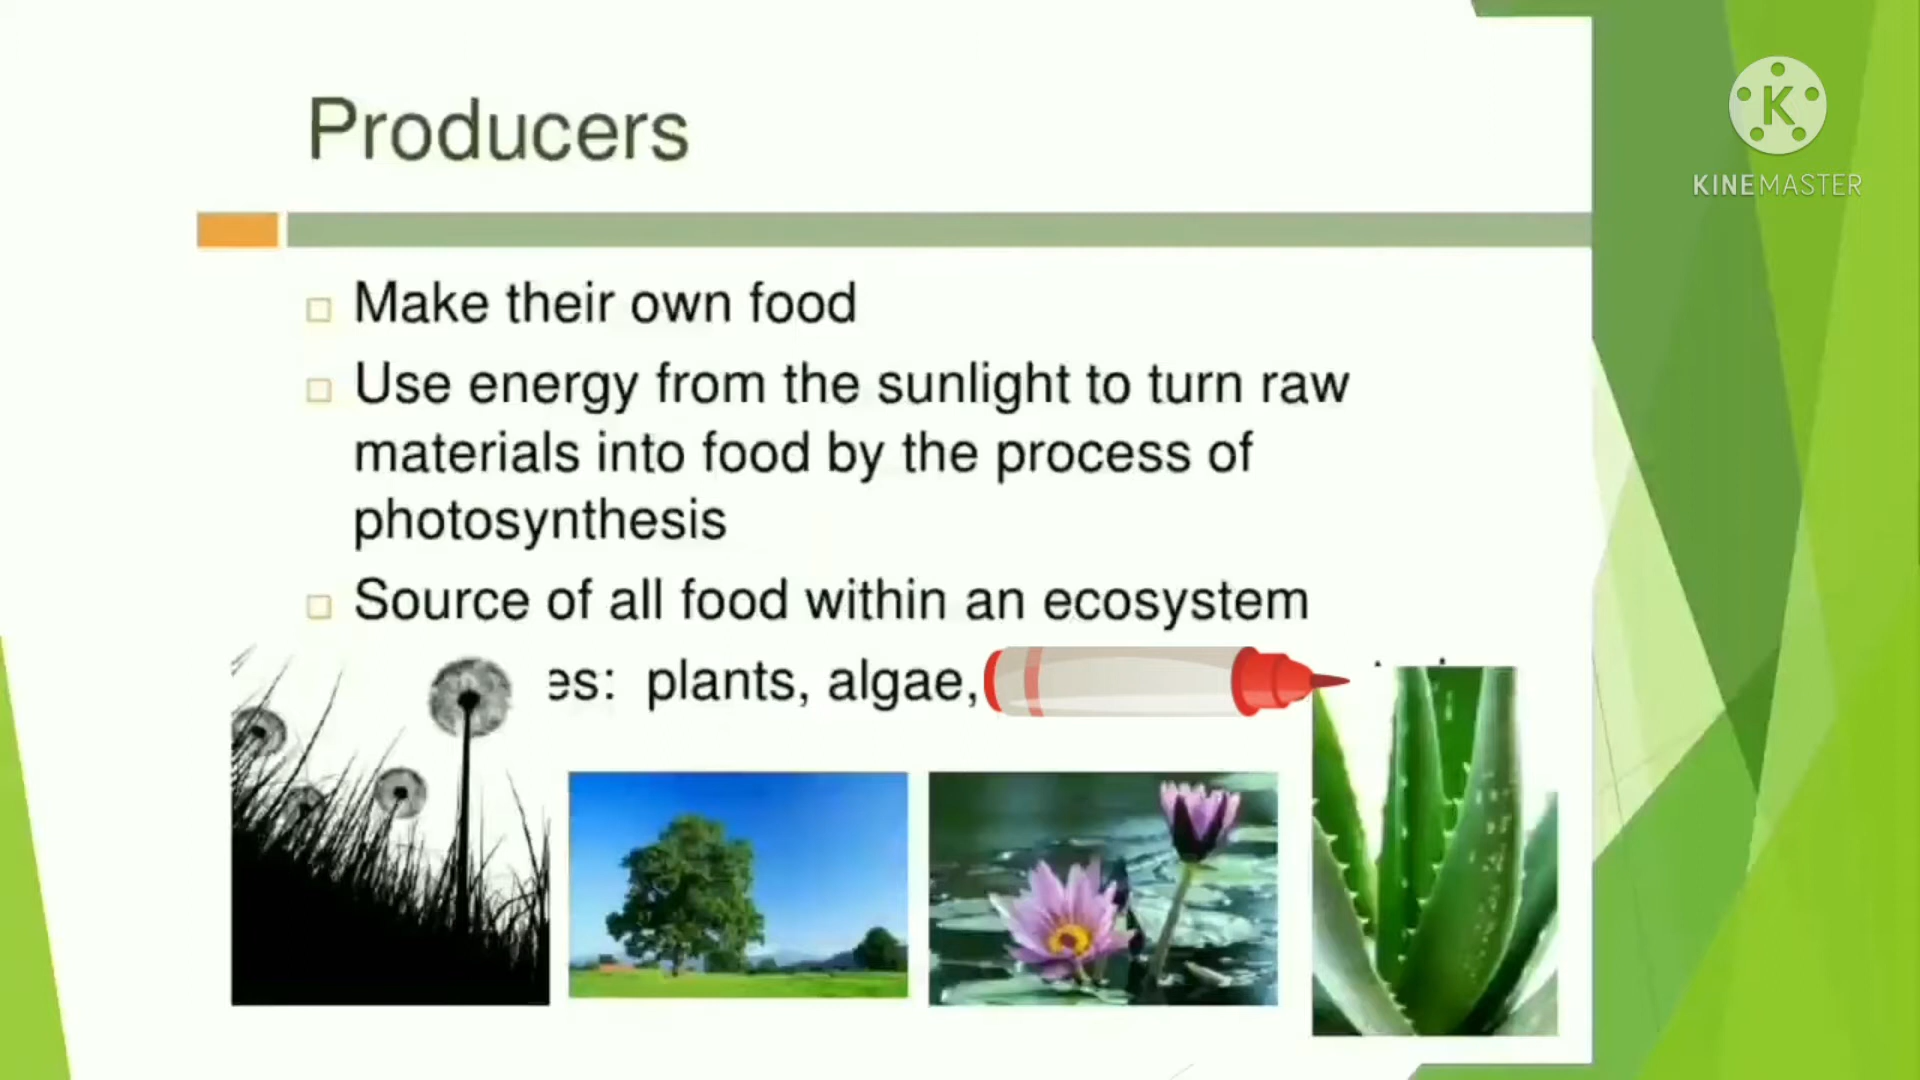 Producers
K
KINEMASTER
Make their own food
Use energy from the sunlight to turn raw
materials into food by the process of
photosynthesis
Source of all food within an ecosystem
es: plants, algae,